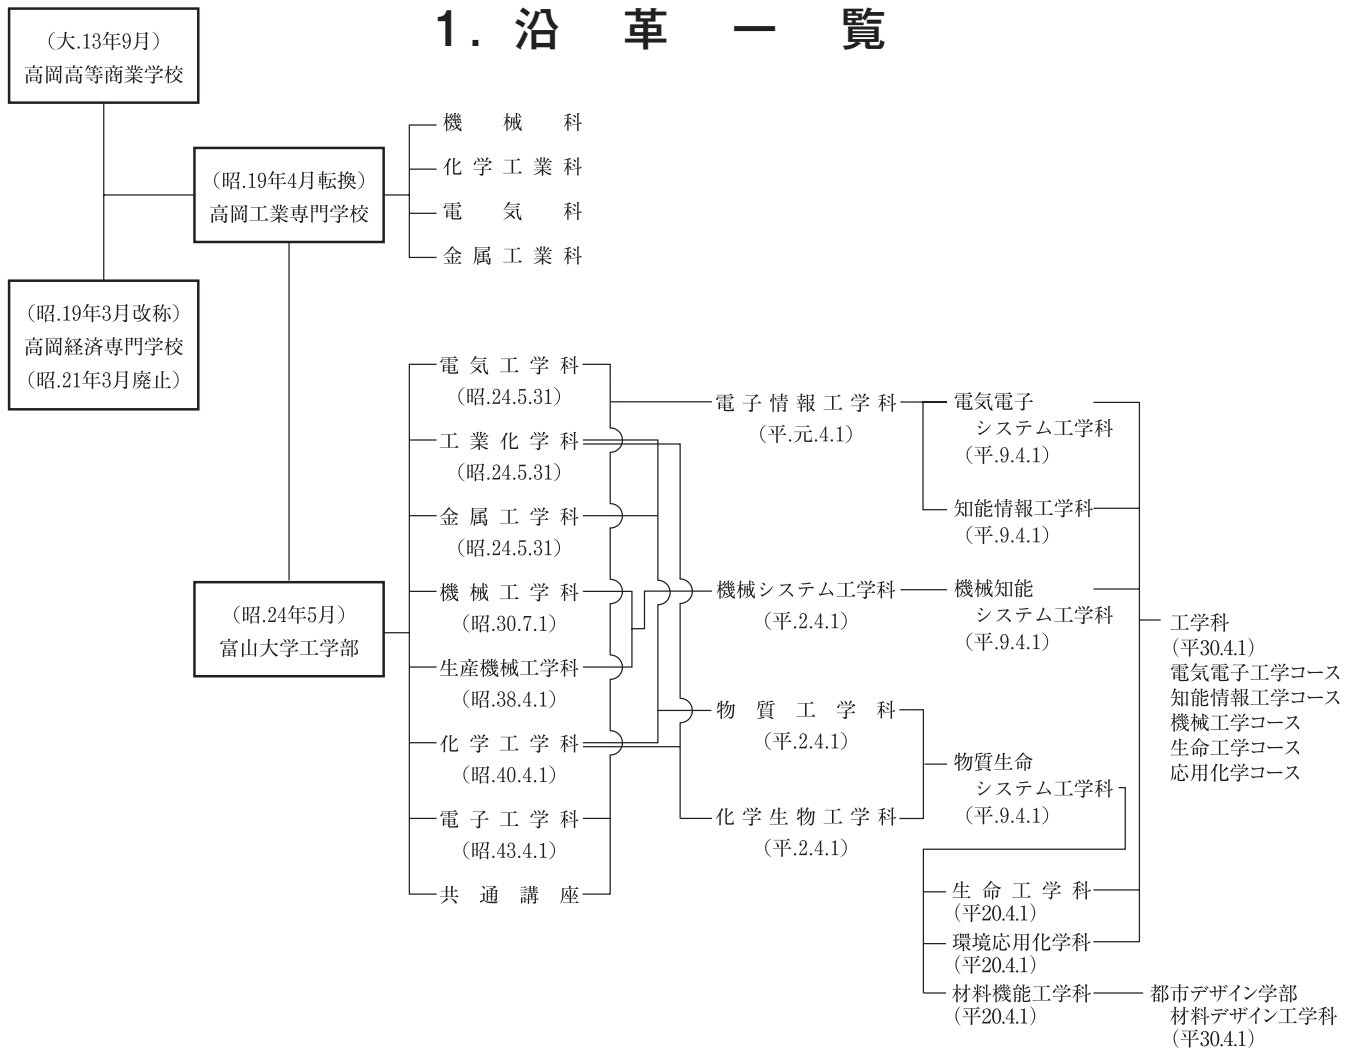 1. 沿革一覧
（大.13年9月）
高岡高等商業学校
（昭.19年4月転換）
高岡工業専門学校
（昭.19年3月改称）
高岡経済専門学校
（昭.21年3月廃止）
機械科
化学工業科
電気科
金属工業科
（昭.24年5月）
富山大学工学部
電気工学科
（昭.24.5.31）
工業化学科
（昭.24.5.31）
金属工学科
（昭.24.5.31）
機械工学科
（昭.30.7.1）
生産機械工学科
（昭.38.4.1）
化学工学科
（昭.40.4.1）
電子工学科
（昭.43.4.1）
共通講座
電子情報工学科
（平.元.4.1）
機械システム工学科
（平.2.4.1）
物質工学科
（平.2.4.1）
化学生物工学科
（平.2.4.1）
電気電子
システム工学科
（平.9.4.1）
知能情報工学科
（平.9.4.1）
機械知能
システム工学科
（平.9.4.1）
物質生命
システム工学科
（平.9.4.1）
生命工学科
（平20.4.1）
環境応用化学科
（平20.4.1）
材料機能工学科
（平20.4.1）
工学科
（平30.4.1）
電気電子工学コース
知能情報工学コース
機械工学コース
生命工学コース
応用化学コース
都市デザイン学部
材料デザイン工学科
（平30.4.1）